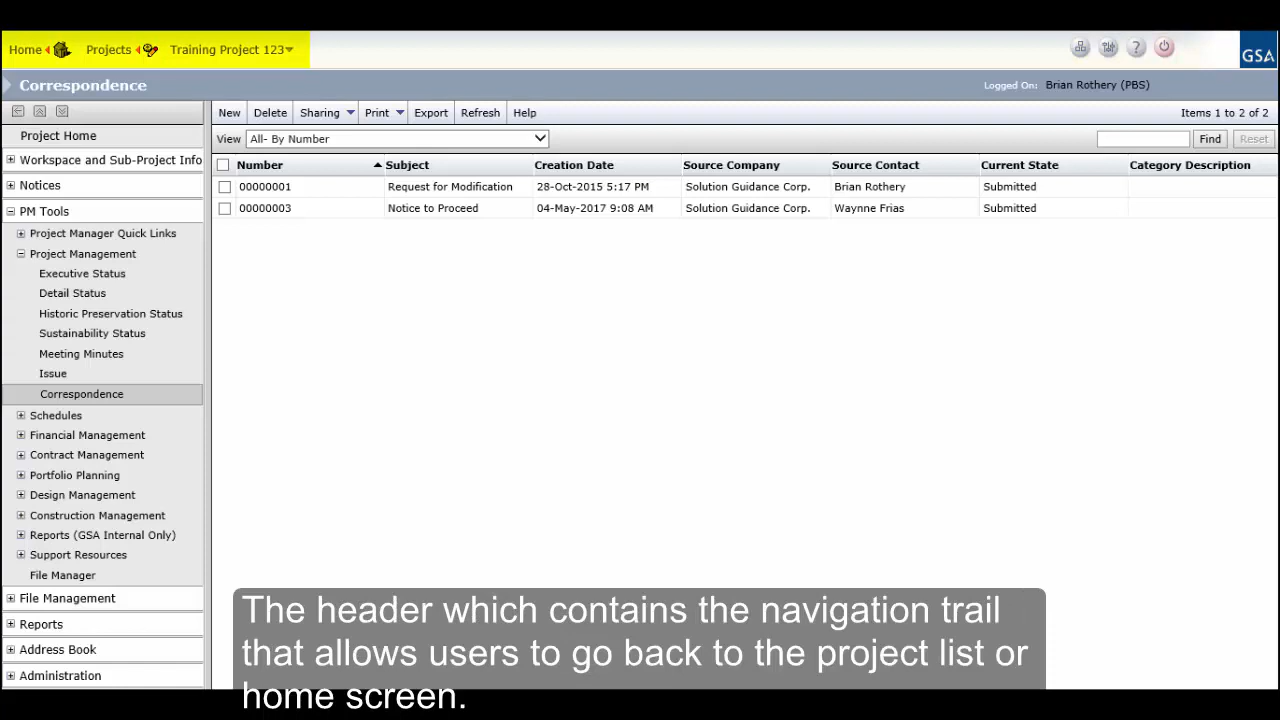 Home Projects Training Project 123
GSA
Correspondence
Logged On: Brian Rothery (PBS)
New Delete Sharing Print Export Refresh Help
Items 1 to 2 of 2
View All- By Number
Find Reset
Number Subject Creation Date Source Company Source Contact Current State Category Description
00000001 Request for Modification 28-Oct-2015 5:17 PM Solution Guidance Corp. Brian Rothery Submitted
00000003 Notice to Proceed 04-May-2017 9:08 AM Solution Guidance Corp. Waynne Frias Submitted
Project Home
Workspace and Sub-Project Info
Notices
PM Tools
Project Manager Quick Links
Project Management
Executive Status
Detail Status
Historic Preservation Status
Sustainability Status
Meeting Minutes
Issue
Correspondence
Schedules
Financial Management
Contract Management
Portfolio Planning
Design Management
Construction Management
Reports (GSA Internal Only)
Support Resources
File Manager
File Management
Reports
Address Book
Administration
The header which contains the navigation trail
that allows users to go back to the project list or
home screen.